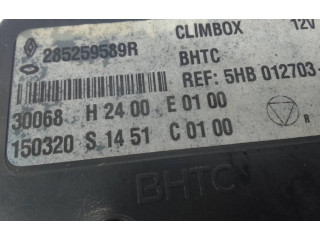 CLIMBOX 12V
285259589R BHTC
REF: 5HB 012703-
30068 H 24 00 E 01 00
150320 S 14 51 C 01 00 R
BHTC